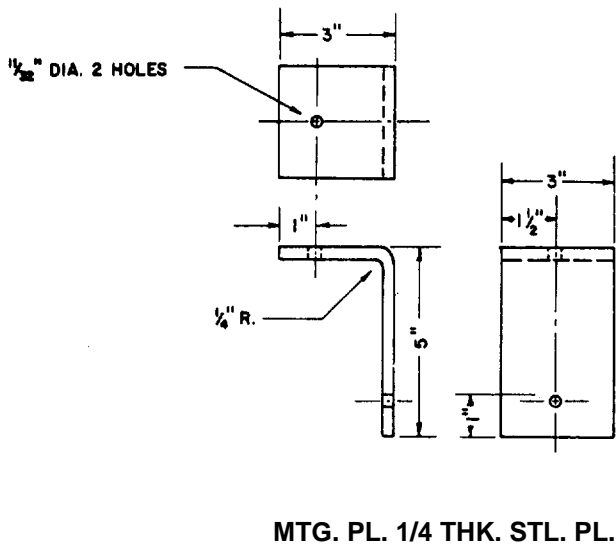 3"
11/32" DIA. 2 HOLES
3"
1 1/2"
1"
1/4" R.
5"
1"
MTG. PL. 1/4 THK. STL. PL.